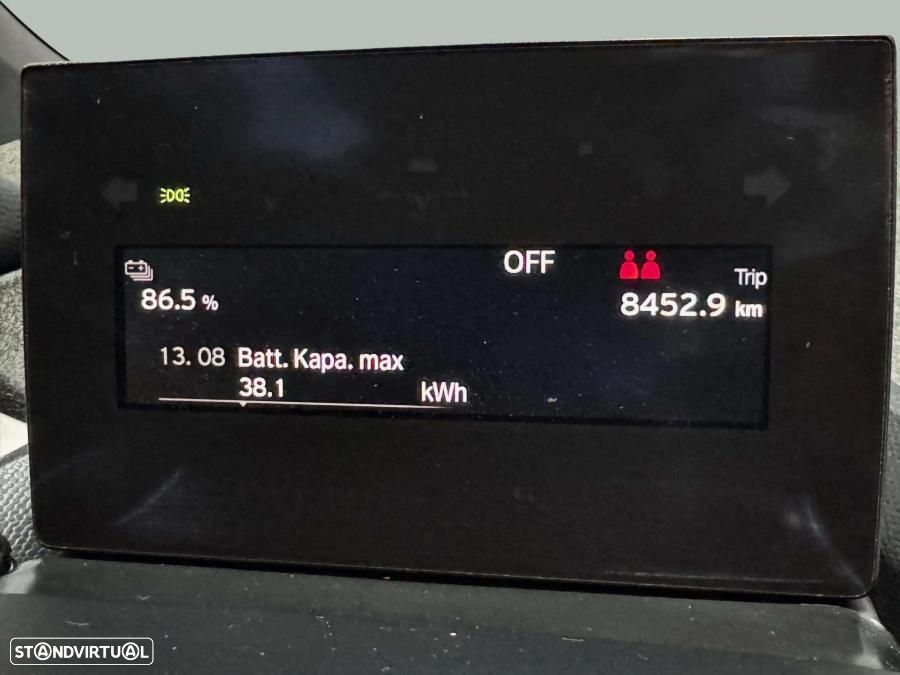 OFF
Trip
86.5 %
8452.9 km
13. 08 Batt. Kapa. max
38.1 kWh
STANDVIRTUAL